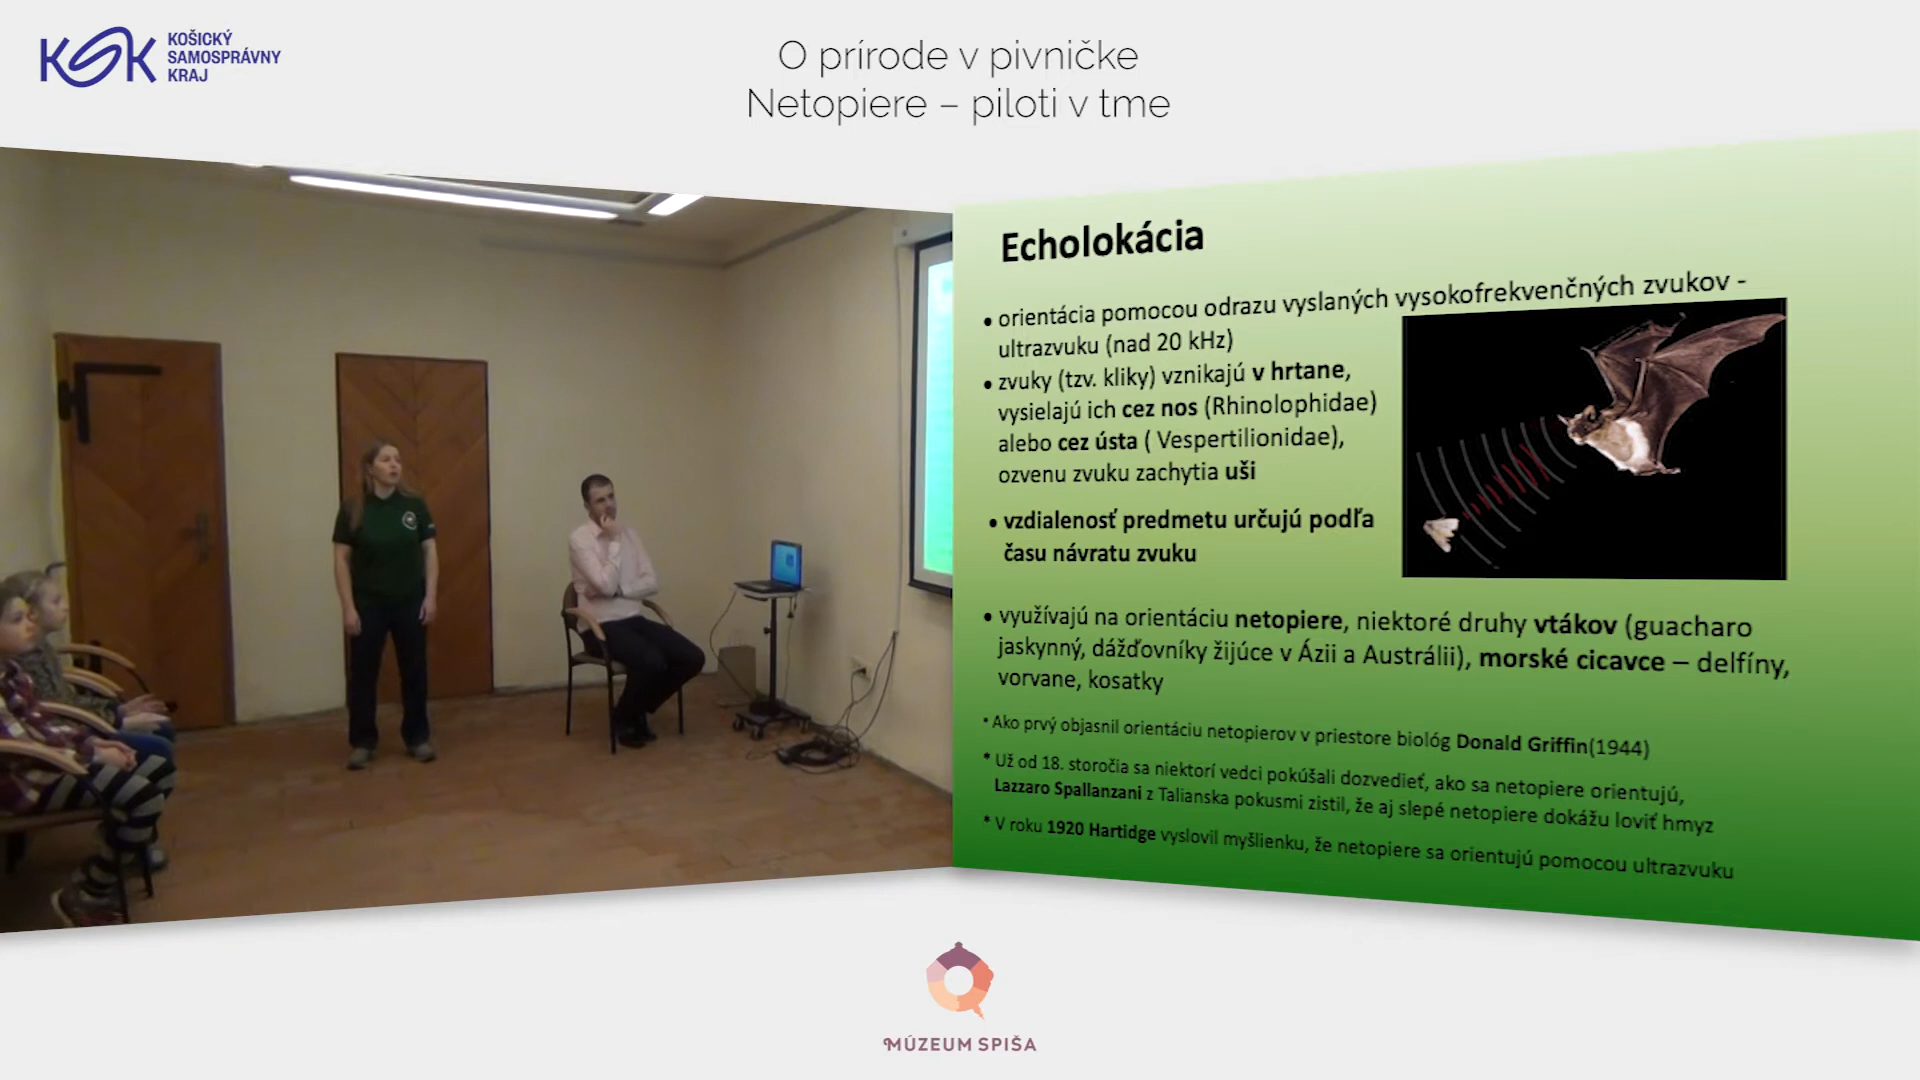 KSK KOŠICKÝ
SAMOSPRÁVNY
KRAJ
O prírode v pivničke
Netopiere – piloti v tme
Echolokácia
• orientácia pomocou odrazu vyslaných vysokofrekvenčných zvukov -
ultrazvuku (nad 20 kHz)
• zvuky (tzv. kliky) vznikajú v hrtane,
vysielajú ich cez nos (Rhinolophidae)
alebo cez ústa ( Vespertilionidae),
ozvenu zvuku zachytia uši
• vzdialenosť predmetu určujú podľa
času návratu zvuku
• využívajú na orientáciu netopiere, niektoré druhy vtákov (guacharo
jaskynný, dážďovníky žijúce v Ázii a Austrálii), morské cicavce – delfíny,
vorvane, kosatky
* Ako prvý objasnil orientáciu netopierov v priestore biológ Donald Griffin(1944)
* Už od 18. storočia sa niektorí vedci pokúšali dozvedieť, ako sa netopiere orientujú,
Lazzaro Spallanzani z Talianska pokusmi zistil, že aj slepé netopiere dokážu loviť hmyz
* V roku 1920 Hartidge vyslovil myšlienku, že netopiere sa orientujú pomocou ultrazvuku
MÚZEUM SPIŠA